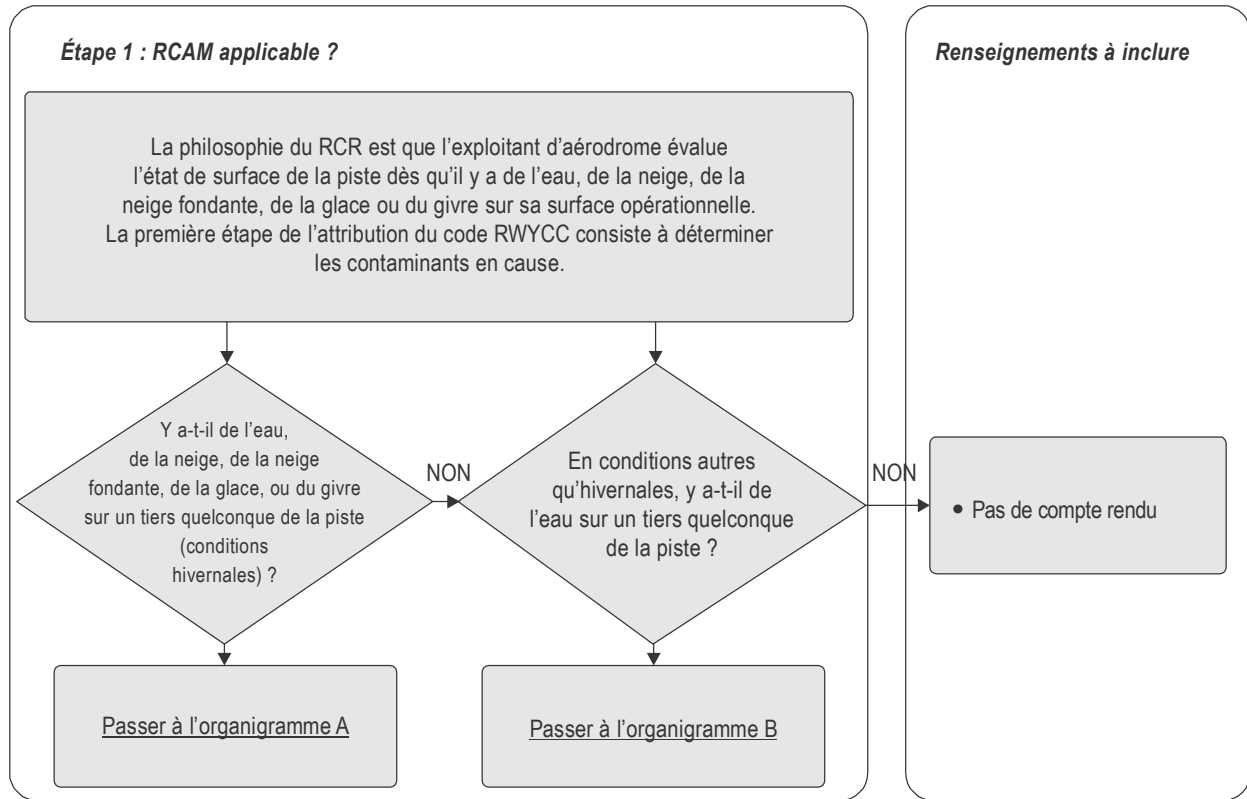 Étape 1 : RCAM applicable ?
Renseignements à inclure
La philosophie du RCR est que l’exploitant d’aérodrome évalue
l’état de surface de la piste dès qu’il y a de l’eau, de la neige, de la
neige fondante, de la glace ou du givre sur sa surface opérationnelle.
La première étape de l’attribution du code RWYCC consiste à déterminer
les contaminants en cause.
Y a-t-il de l’eau,
de la neige, de la neige
fondante, de la glace, ou du givre
sur un tiers quelconque de la piste
(conditions
hivernales) ?
NON
En conditions autres
qu’hivernales, y a-t-il de
l’eau sur un tiers quelconque
de la piste ?
NON
• Pas de compte rendu
Passer à l’organigramme A
Passer à l’organigramme B